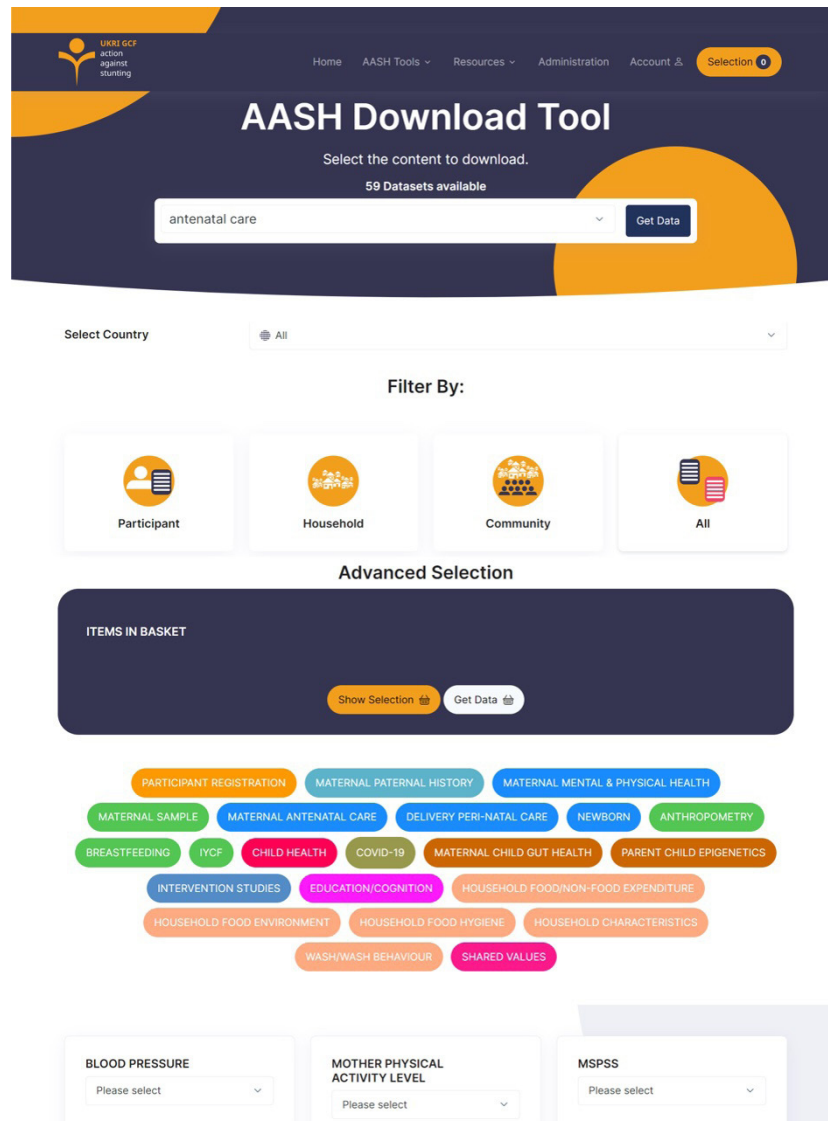 UKRI GCF
action
against
stunting
Home AASH Tools Resources Administration Account Selection 0
AASH Download Tool
Select the content to download.
59 Datasets available
antenatal care Get Data
Select Country All
Filter By:
Participant Household Community All
Advanced Selection
ITEMS IN BASKET
Show Selection Get Data
PARTICIPANT REGISTRATION MATERNAL PATERNAL HISTORY MATERNAL MENTAL & PHYSICAL HEALTH
MATERNAL SAMPLE MATERNAL ANTENATAL CARE DELIVERY PERI-NATAL CARE NEWBORN ANTHROPOMETRY
BREASTFEEDING IYCF CHILD HEALTH COVID-19 MATERNAL CHILD GUT HEALTH PARENT CHILD EPIGENETICS
INTERVENTION STUDIES EDUCATION/COGNITION HOUSEHOLD FOOD/NON-FOOD EXPENDITURE
HOUSEHOLD FOOD ENVIRONMENT HOUSEHOLD FOOD HYGIENE HOUSEHOLD CHARACTERISTICS
WASH/WASH BEHAVIOUR SHARED VALUES
BLOOD PRESSURE
Please select
MOTHER PHYSICAL
ACTIVITY LEVEL
Please select
MSPSS
Please select